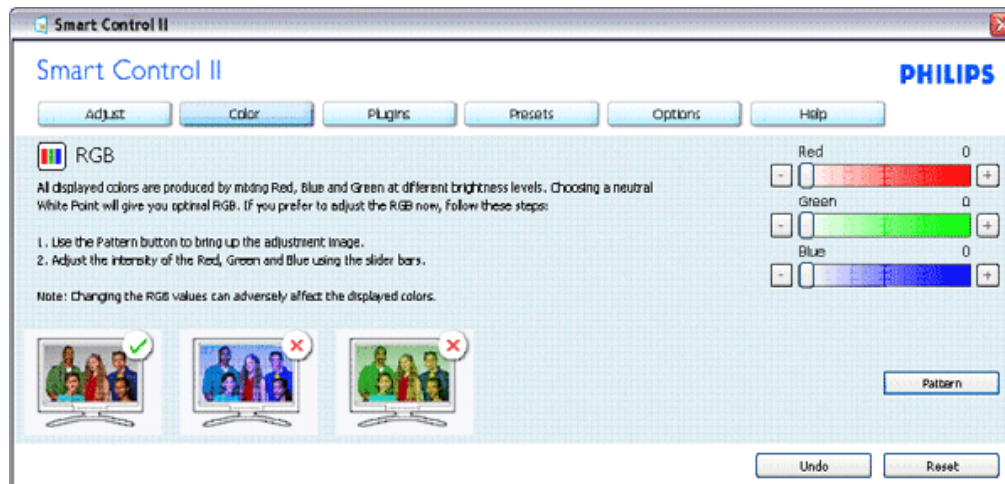 Smart Control II
Smart Control II
PHILIPS
Adjust Color Plugins Presets Options Help
RGB
All displayed colors are produced by mixing Red, Blue and Green at different brightness levels. Choosing a neutral
White Point will give you optimal RGB. If you prefer to adjust the RGB now, follow these steps:
1. Use the Pattern button to bring up the adjustment image.
2. Adjust the intensity of the Red, Green and Blue using the slider bars.
Note: Changing the RGB values can adversely affect the displayed colors.
Red 0
- +
Green 0
- +
Blue 0
- +
Pattern
Undo Reset